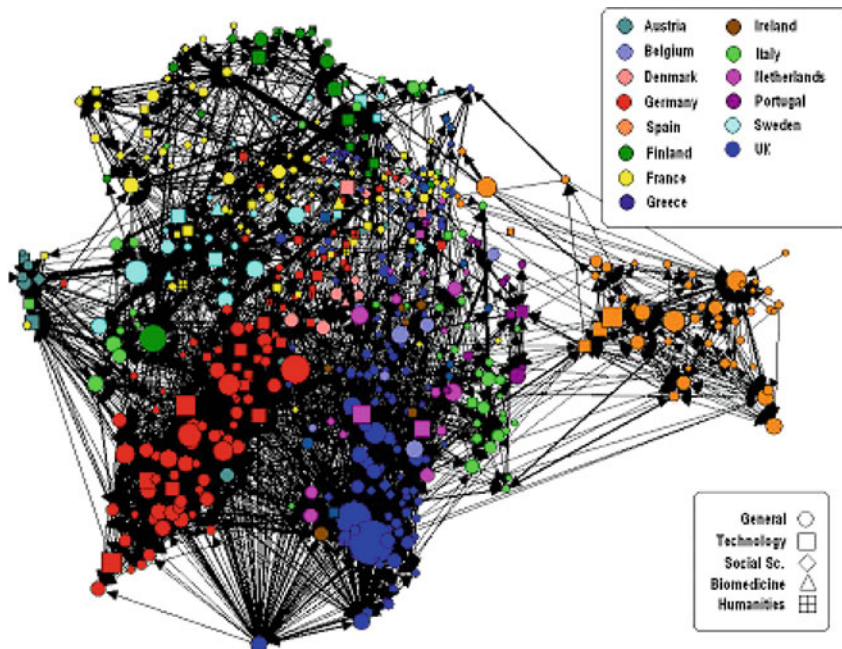 Austria
Belgium
Denmark
Germany
Spain
Finland
France
Greece
Ireland
Italy
Netherlands
Portugal
Sweden
UK
General
Technology
Social Sc.
Biomedicine
Humanities